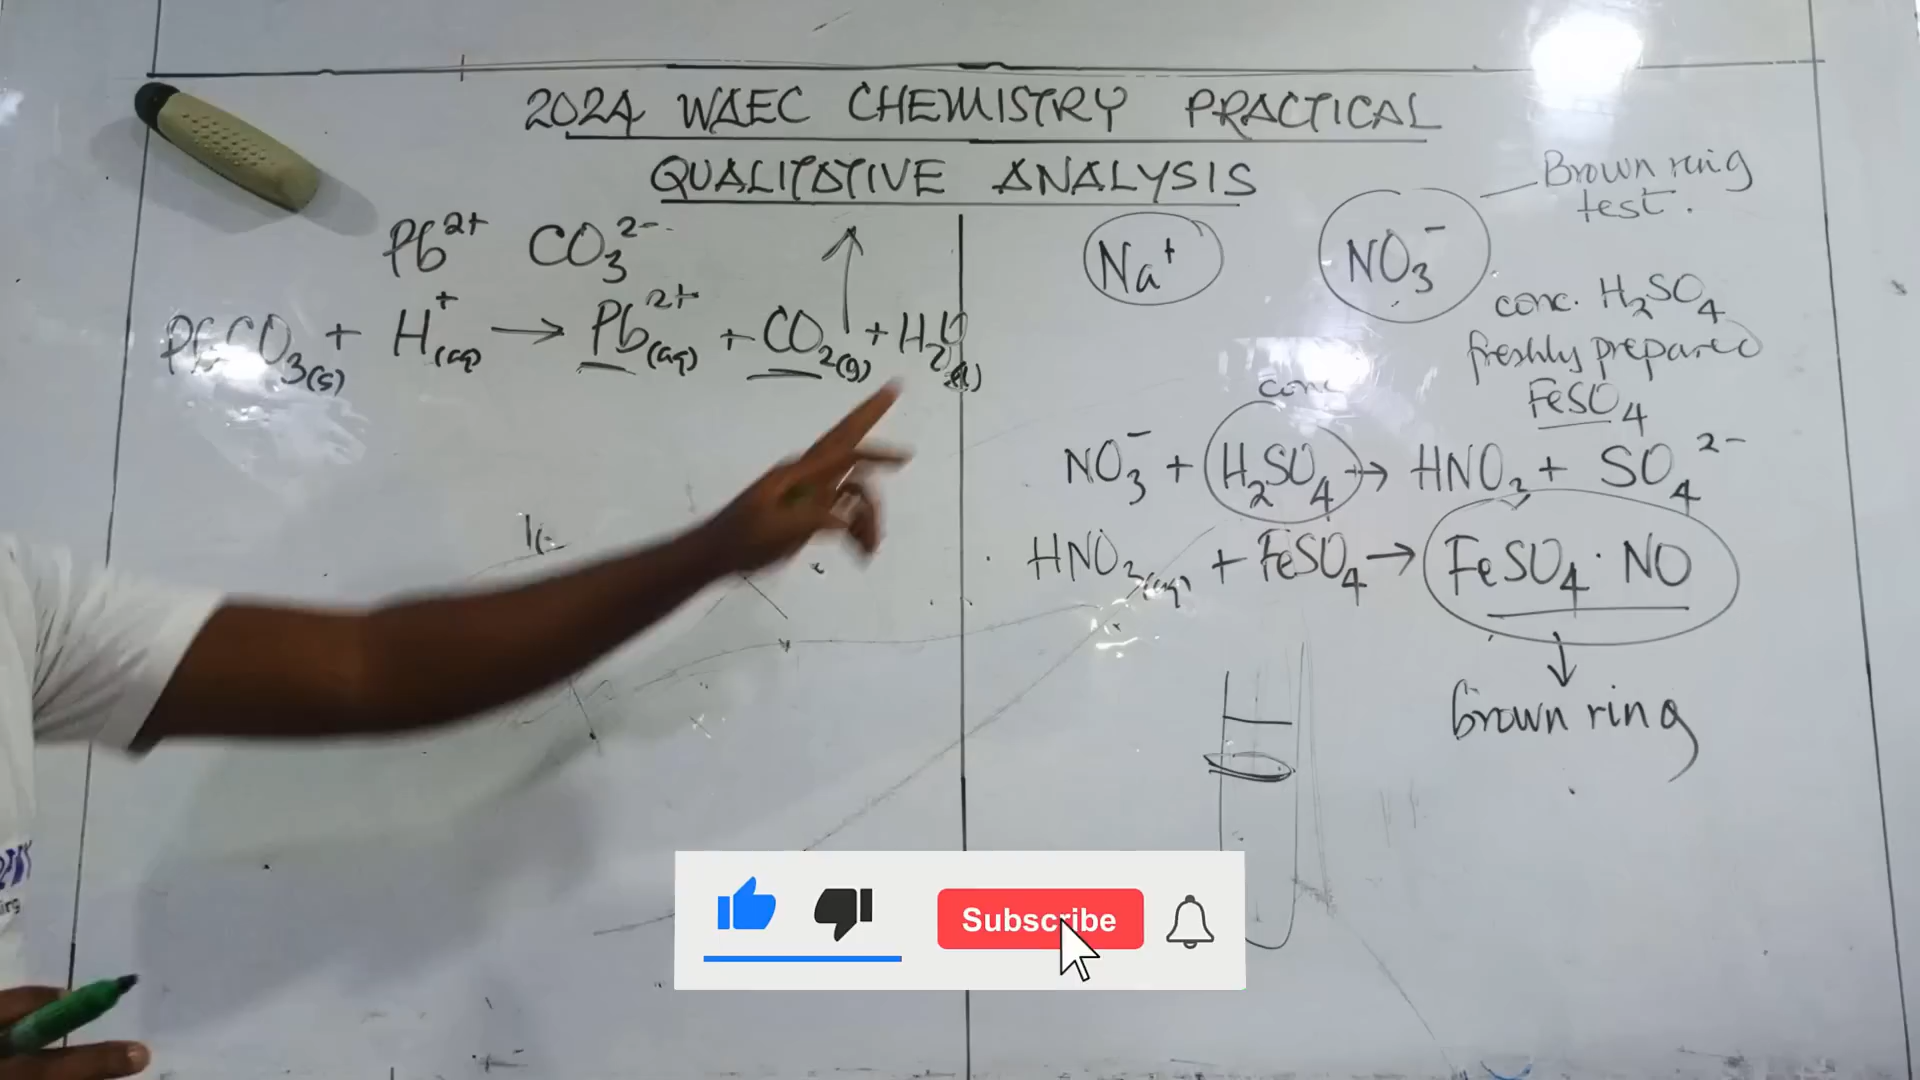 2024 WAEC CHEMISTRY PRACTICAL
QUALITATIVE ANALYSIS
Pb²⁺ CO₃²⁻
PbCO₃(s) + H⁺(aq) → Pb²⁺(aq) + CO₂(g) ↑ + H₂O(l)
Na⁺ NO₃⁻
Brown ring
test.
conc. H₂SO₄
freshly prepared
FeSO₄
conc
NO₃⁻ + H₂SO₄ → HNO₃ + SO₄²⁻
HNO₃(aq) + FeSO₄ → FeSO₄·NO
↓
Brown ring
Subscribe